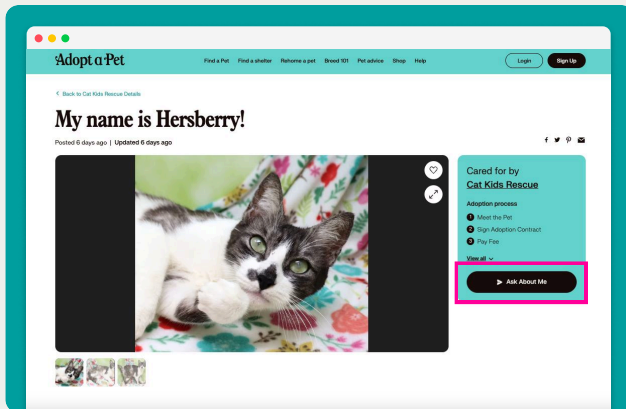 Adopt a Pet
Find a Pet Find a shelter Rehome a pet Breed 101 Pet advice Shop Help
Login Sign Up
Back to Cat Kids Rescue Details
My name is Hersberry!
Posted 6 days ago | Updated 6 days ago
Cared for by
Cat Kids Rescue
Adoption process
1 Meet the Pet
2 Sign Adoption Contract
3 Pay Fee
View all
Ask About Me